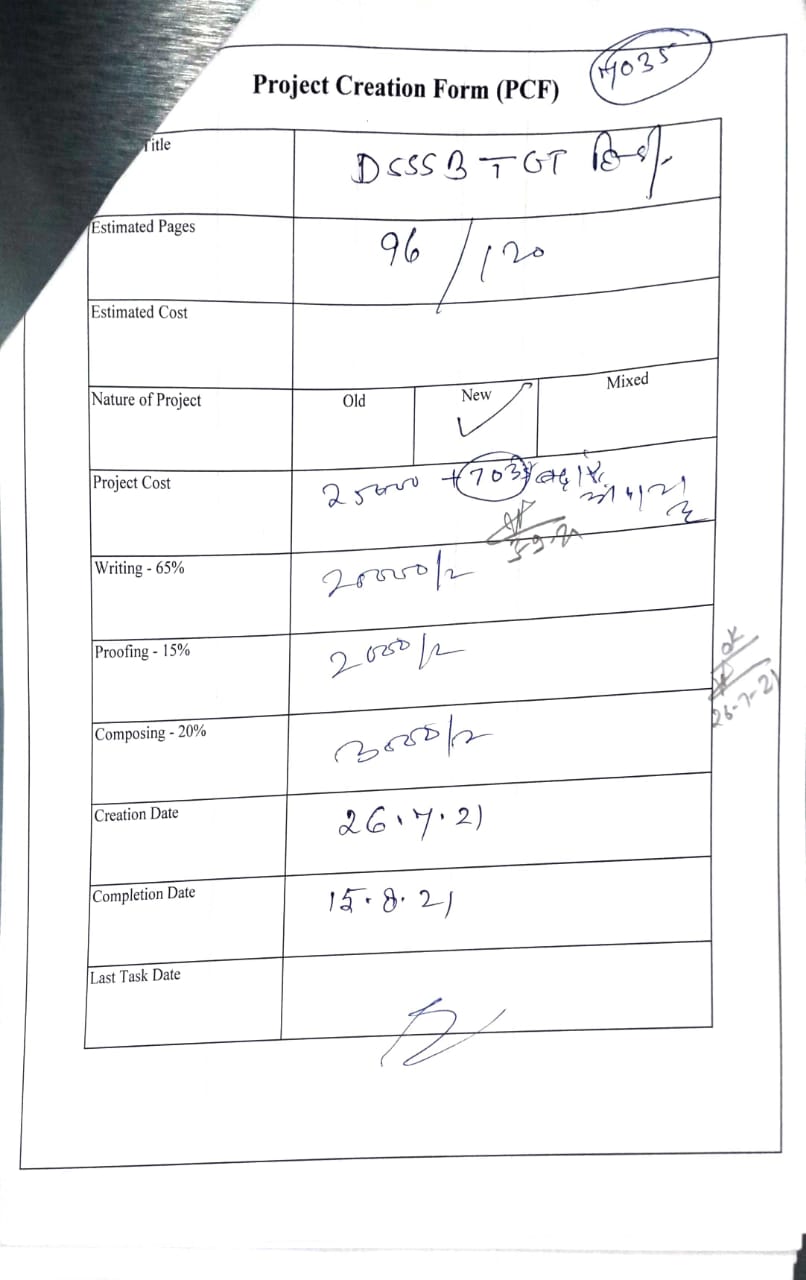 Project Creation Form (PCF)
7035
Title
DSSSB TGT हिन्दी
Estimated Pages
96 / 120
Estimated Cost
Nature of Project
Old
New
Mixed
Project Cost
25000 + 7035
Writing - 65%
20000/-
Proofing - 15%
2000/-
Composing - 20%
3000/-
ok
26-7-21
Creation Date
26.7.21
Completion Date
15.8.21
Last Task Date